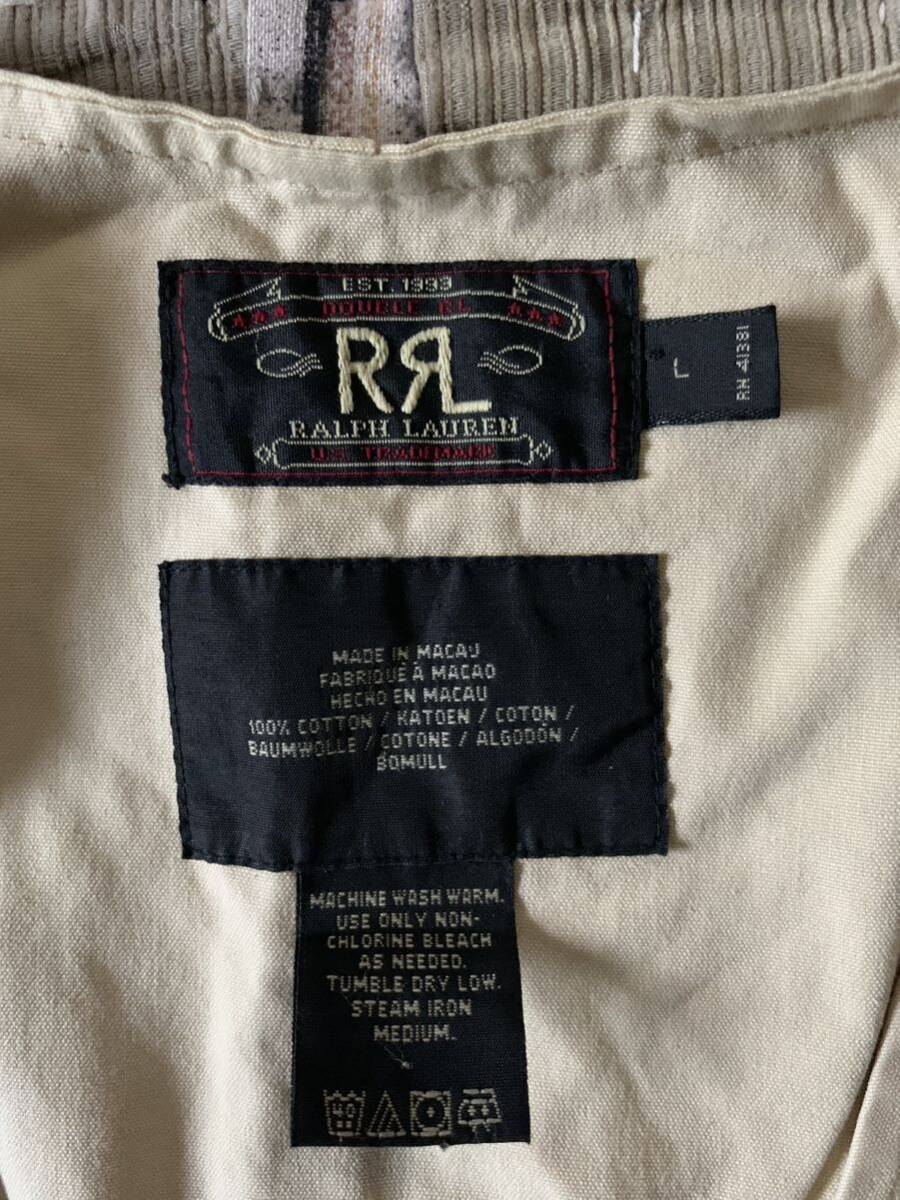 EST. 1993
DOUBLE RL
RRL
RALPH LAUREN
U.S. TRADEMARK
L
RN 41381
MADE IN MACAU
FABRIQUÉ À MACAO
HECHO EN MACAU
100% COTTON / KATOEN / COTON /
BAUMWOLLE / COTONE / ALGODÓN /
BOMULL
MACHINE WASH WARM.
USE ONLY NON-
CHLORINE BLEACH
AS NEEDED.
TUMBLE DRY LOW.
STEAM IRON
MEDIUM.
40